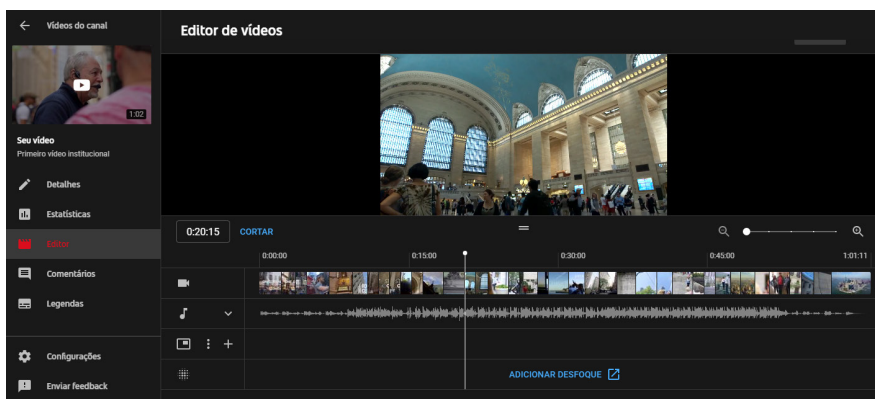 Vídeos do canal
1:02
Seu vídeo
Primeiro vídeo institucional
Detalhes
Estatísticas
Editor
Comentários
Legendas
Configurações
Enviar feedback
Editor de vídeos
0:20:15 CORTAR
0:00:00 0:15:00 0:30:00 0:45:00 1:01:11
ADICIONAR DESFOQUE